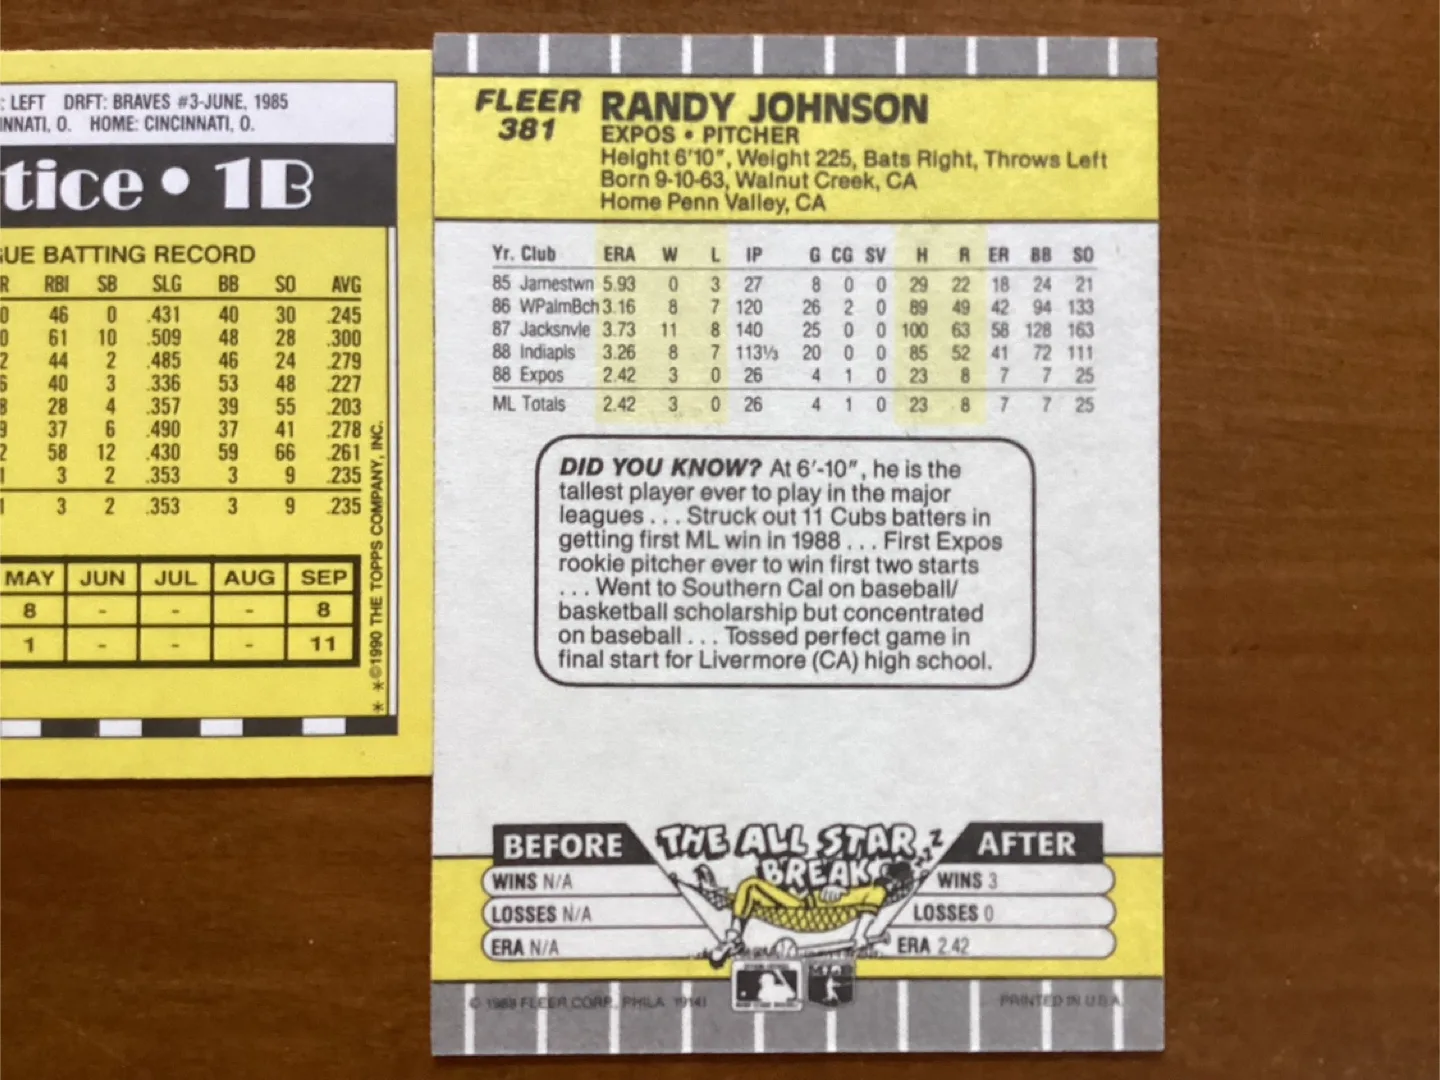 : LEFT DRFT: BRAVES #3-JUNE, 1985
INNATI, O. HOME: CINCINNATI, O.
tice • 1B
GUE BATTING RECORD
R RBI SB SLG BB SO AVG
0 46 0 .431 40 30 .245
0 61 10 .509 48 28 .300
2 44 2 .485 46 24 .279
6 40 3 .336 53 48 .227
8 28 4 .357 39 55 .203
9 37 6 .490 37 41 .278
2 58 12 .430 59 66 .261
1 3 2 .353 3 9 .235
1 3 2 .353 3 9 .235
MAY JUN JUL AUG SEP
8 - - - 8
1 - - - 11
* * ©1990 THE TOPPS COMPANY, INC.
FLEER
381
RANDY JOHNSON
EXPOS • PITCHER
Height 6'10", Weight 225, Bats Right, Throws Left
Born 9-10-63, Walnut Creek, CA
Home Penn Valley, CA
Yr. Club ERA W L IP G CG SV H R ER BB SO
85 Jamestwn 5.93 0 3 27 8 0 0 29 22 18 24 21
86 WPalmBch 3.16 8 7 120 26 2 0 89 49 42 94 133
87 Jacksnvle 3.73 11 8 140 25 0 0 100 63 58 128 163
88 Indiapls 3.26 8 7 113⅓ 20 0 0 85 52 41 72 111
88 Expos 2.42 3 0 26 4 1 0 23 8 7 7 25
ML Totals 2.42 3 0 26 4 1 0 23 8 7 7 25
DID YOU KNOW? At 6'-10", he is the
tallest player ever to play in the major
leagues . . . Struck out 11 Cubs batters in
getting first ML win in 1988 . . . First Expos
rookie pitcher ever to win first two starts
. . . Went to Southern Cal on baseball/
basketball scholarship but concentrated
on baseball . . . Tossed perfect game in
final start for Livermore (CA) high school.
BEFORE THE ALL STAR BREAK AFTER
WINS N/A WINS 3
LOSSES N/A LOSSES 0
ERA N/A ERA 2.42
© 1989 FLEER CORP., PHILA. 19141 PRINTED IN U.S.A.